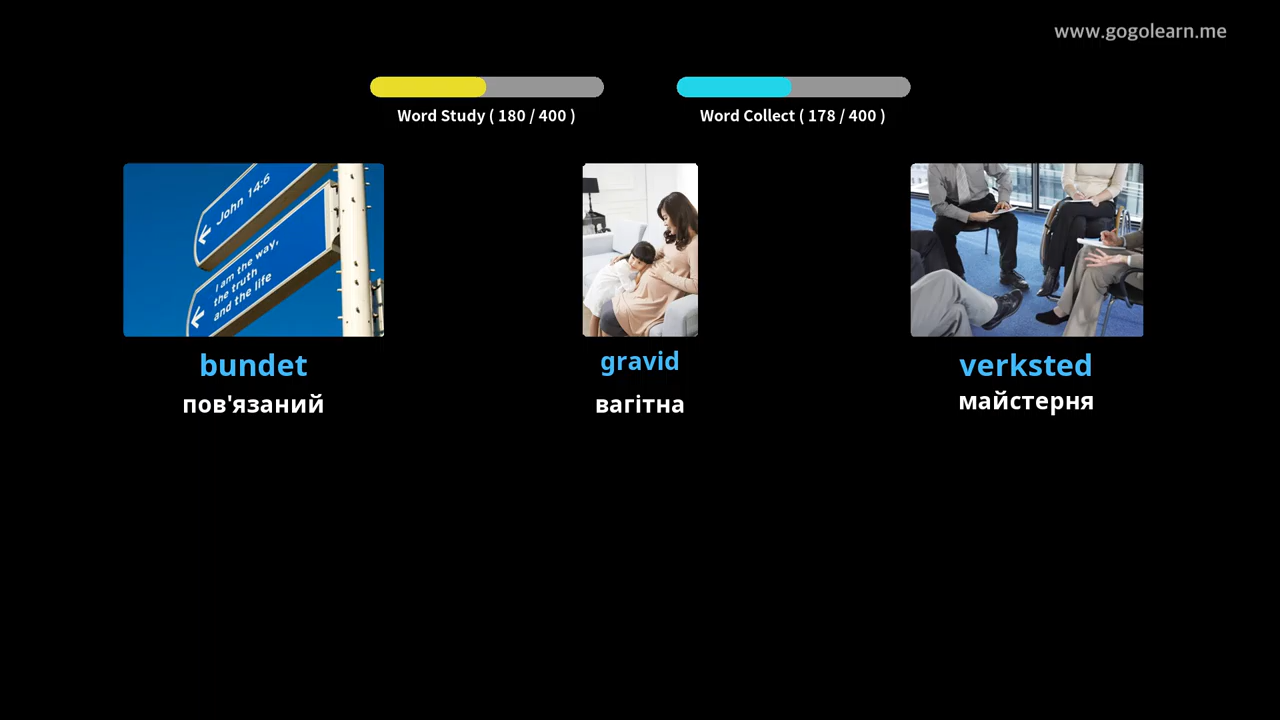 www.gogolearn.me
Word Study ( 180 / 400 )
Word Collect ( 178 / 400 )
John 14:6
I am the way,
the truth
and the life
bundet
gravid
verksted
пов'язаний
вагітна
майстерня